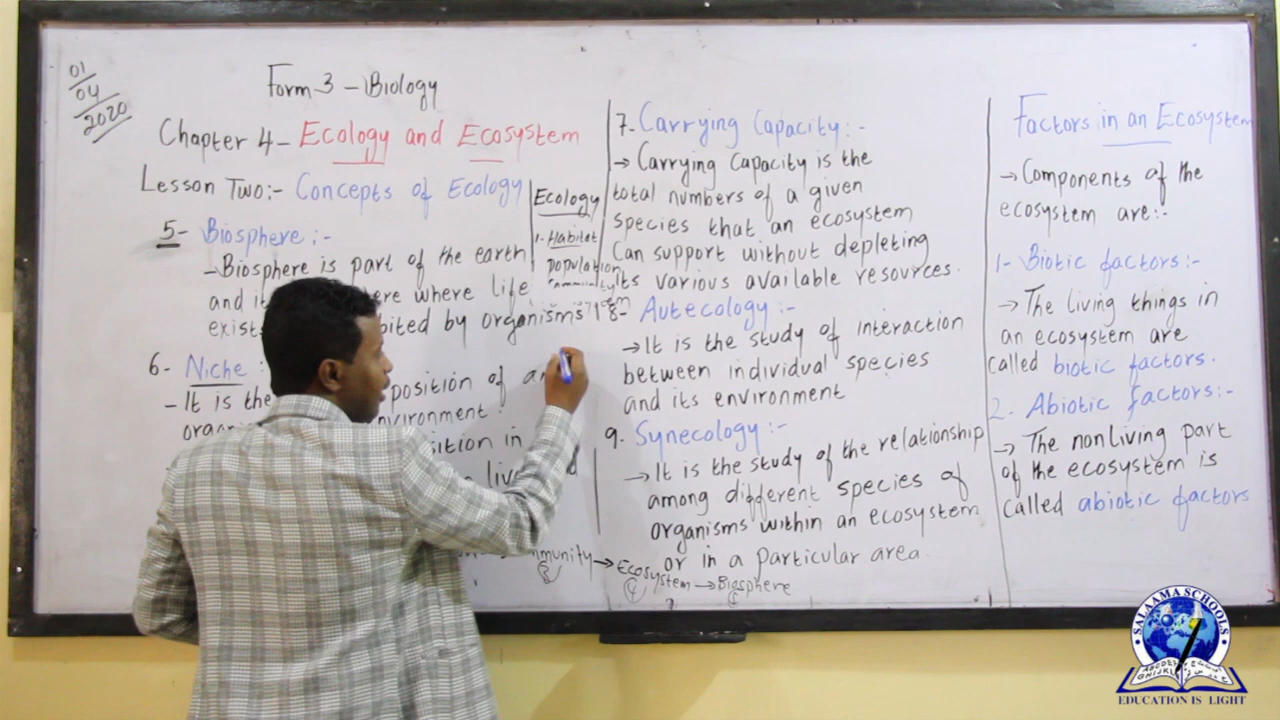 01
04
2020
Form 3 - Biology
Chapter 4 - Ecology and Ecosystem
Lesson Two:- Concepts of Ecology
5- Biosphere:-
- Biosphere is part of the earth
and where life
exists by organisms
6- Niche:
- It is the position of an
environment
in
Ecology
1- Habitat
population
community
Ecosystem → Biosphere
7. Carrying Capacity:-
→ Carrying Capacity is the
total numbers of a given
species that an ecosystem
Can support without depleting
its various available resources.
8- Autecology:-
→ It is the study of interaction
between individual species
and its environment
9. Synecology:-
→ It is the study of the relationship
among different species of
organisms within an ecosystem
or in a particular area.
Factors in an Ecosystem
→ Components of the
ecosystem are:-
1- Biotic factors:-
→ The living things in
an ecosystem are
called biotic factors.
2. Abiotic factors:-
→ The nonliving part
of the ecosystem is
called abiotic factors
SALAAMA SCHOOLS
EDUCATION IS LIGHT